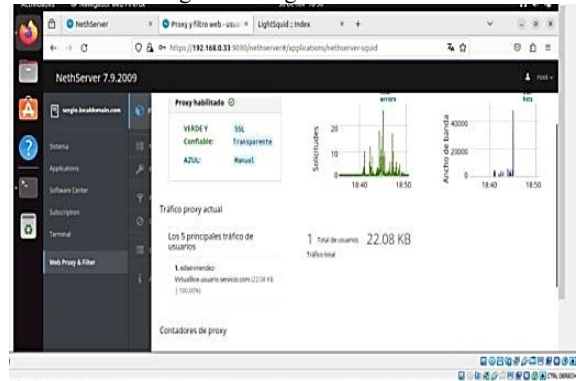 NethServer
Proxy y filtro web - usua
LightSquid :: Index
https://192.168.0.33:9090/nethserver#/applications/nethserver-squid
NethServer 7.9.2009
root
sergio.localdomain.com
Sistema
Applications
Software Center
Subscription
Terminal
Web Proxy & Filter
Proxy habilitado
VERDE Y
Confiable:
SSL
Transparente
AZUL:
Manual
errors
Solicitudes
20
10
0
18:40
18:50
hits
Ancho de banda
40000
20000
0
18:40
18:50
Tráfico proxy actual
Los 5 principales tráfico de
usuarios
1 Total de usuarios 22.08 KB
Tráfico total
VirtualBox.usuario.servicio.com (22.08 KB
| 100.00%)
Contadores de proxy
CTRL DERECH